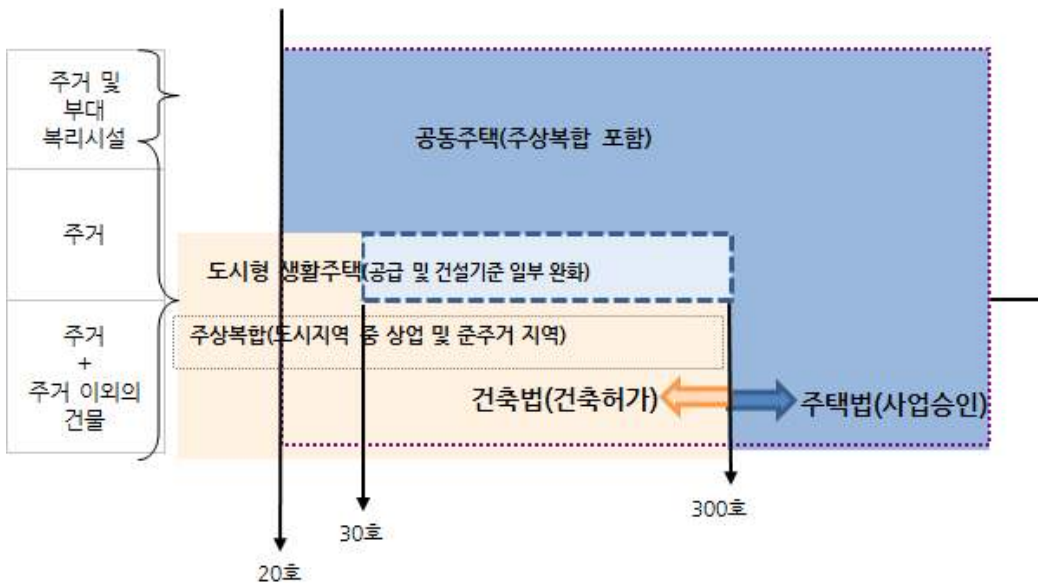 주거 및
부대
복리시설
공동주택(주상복합 포함)
주거
도시형 생활주택(공급 및 건설기준 일부 완화)
주상복합(도시지역 중 상업 및 준주거 지역)
주거
+
주거 이외의
건물
건축법(건축허가)
주택법(사업승인)
300호
30호
20호